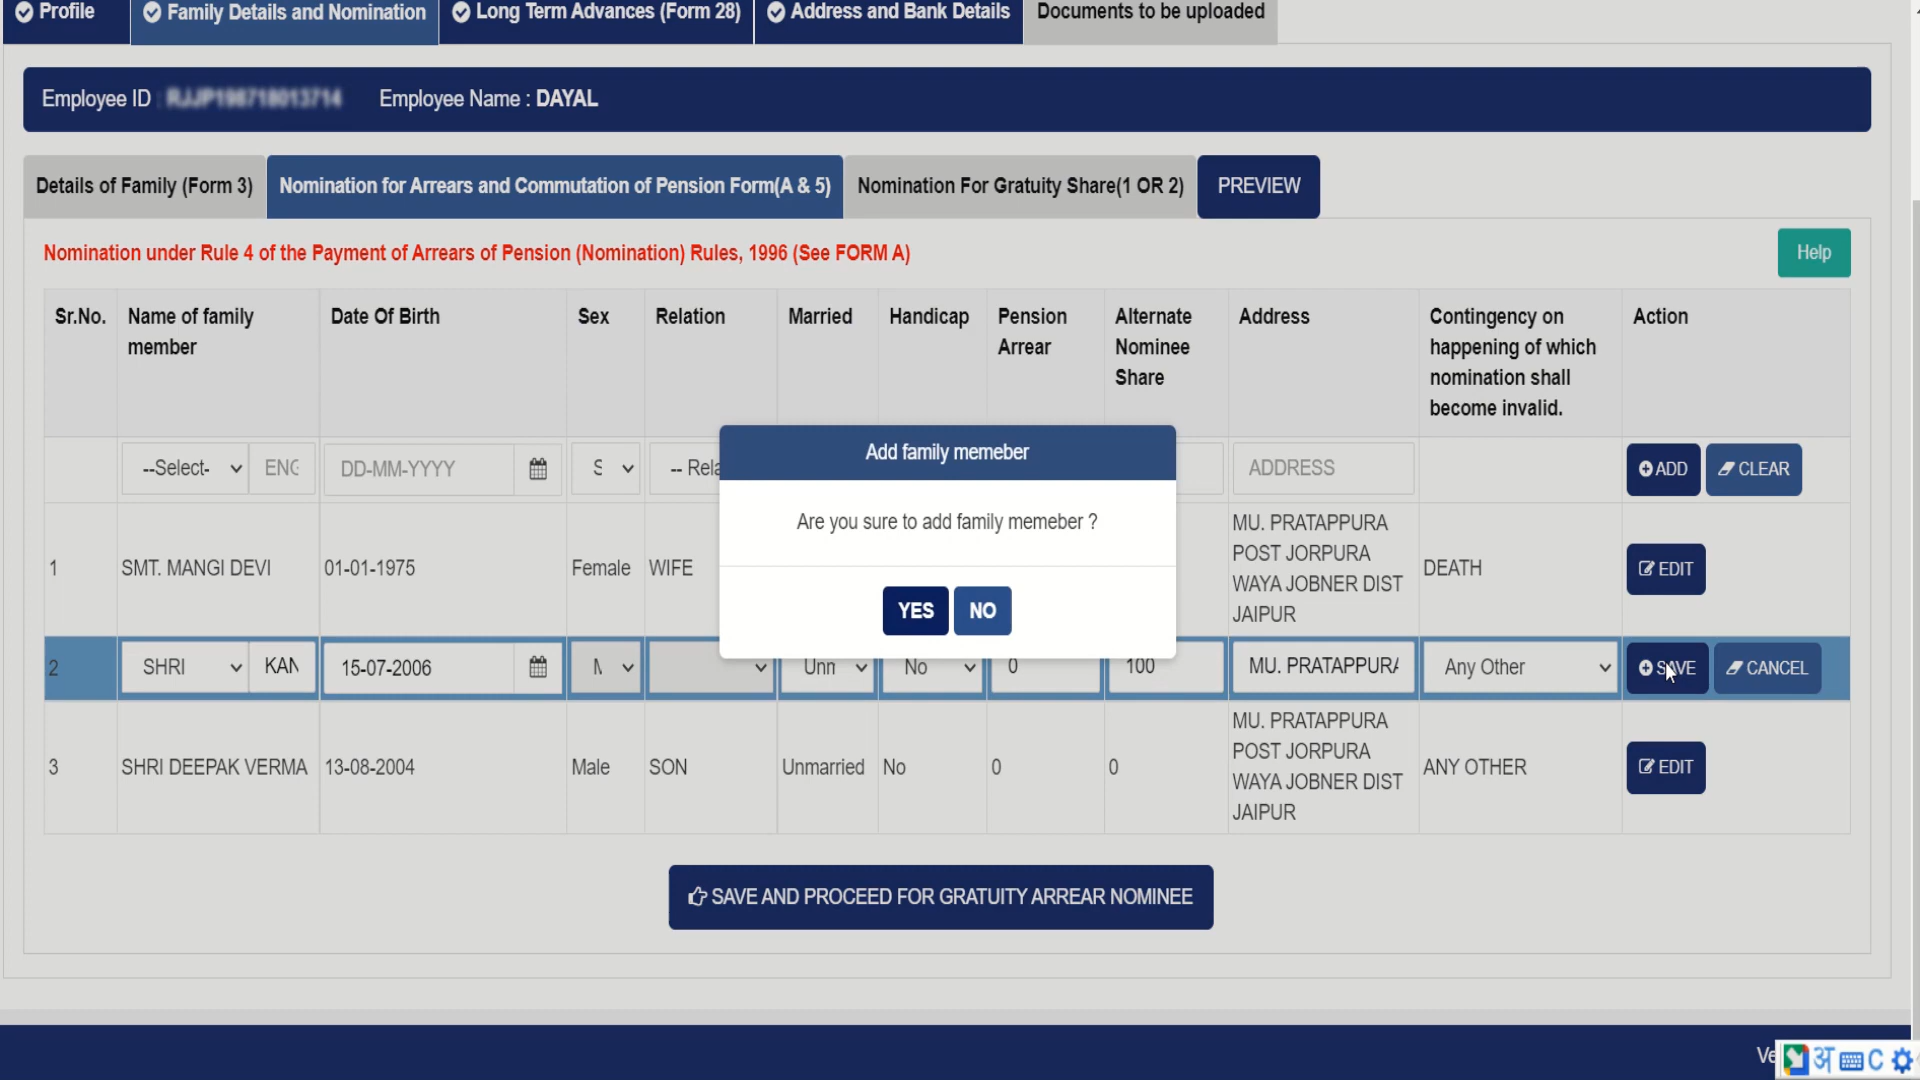 Profile Family Details and Nomination Long Term Advances (Form 28) Address and Bank Details Documents to be uploaded
Employee ID : Employee Name : DAYAL
Details of Family (Form 3) Nomination for Arrears and Commutation of Pension Form(A & 5) Nomination For Gratuity Share(1 OR 2) PREVIEW
Nomination under Rule 4 of the Payment of Arrears of Pension (Nomination) Rules, 1996 (See FORM A) Help
Sr.No. Name of family Date Of Birth Sex Relation Married Handicap Pension Alternate Address Contingency on Action
member Arrear Nominee happening of which
Share nomination shall
become invalid.
Add family memeber
--Select- ENG DD-MM-YYYY S -- Rela ADDRESS ADD CLEAR
Are you sure to add family memeber ?
MU. PRATAPPURA
POST JORPURA
1 SMT. MANGI DEVI 01-01-1975 Female WIFE WAYA JOBNER DIST DEATH EDIT
JAIPUR
YES NO
2 SHRI KAN 15-07-2006 Unm No 0 100 MU. PRATAPPURA Any Other SAVE CANCEL
MU. PRATAPPURA
POST JORPURA
3 SHRI DEEPAK VERMA 13-08-2004 Male SON Unmarried No 0 0 WAYA JOBNER DIST ANY OTHER EDIT
JAIPUR
SAVE AND PROCEED FOR GRATUITY ARREAR NOMINEE
Ve अ C